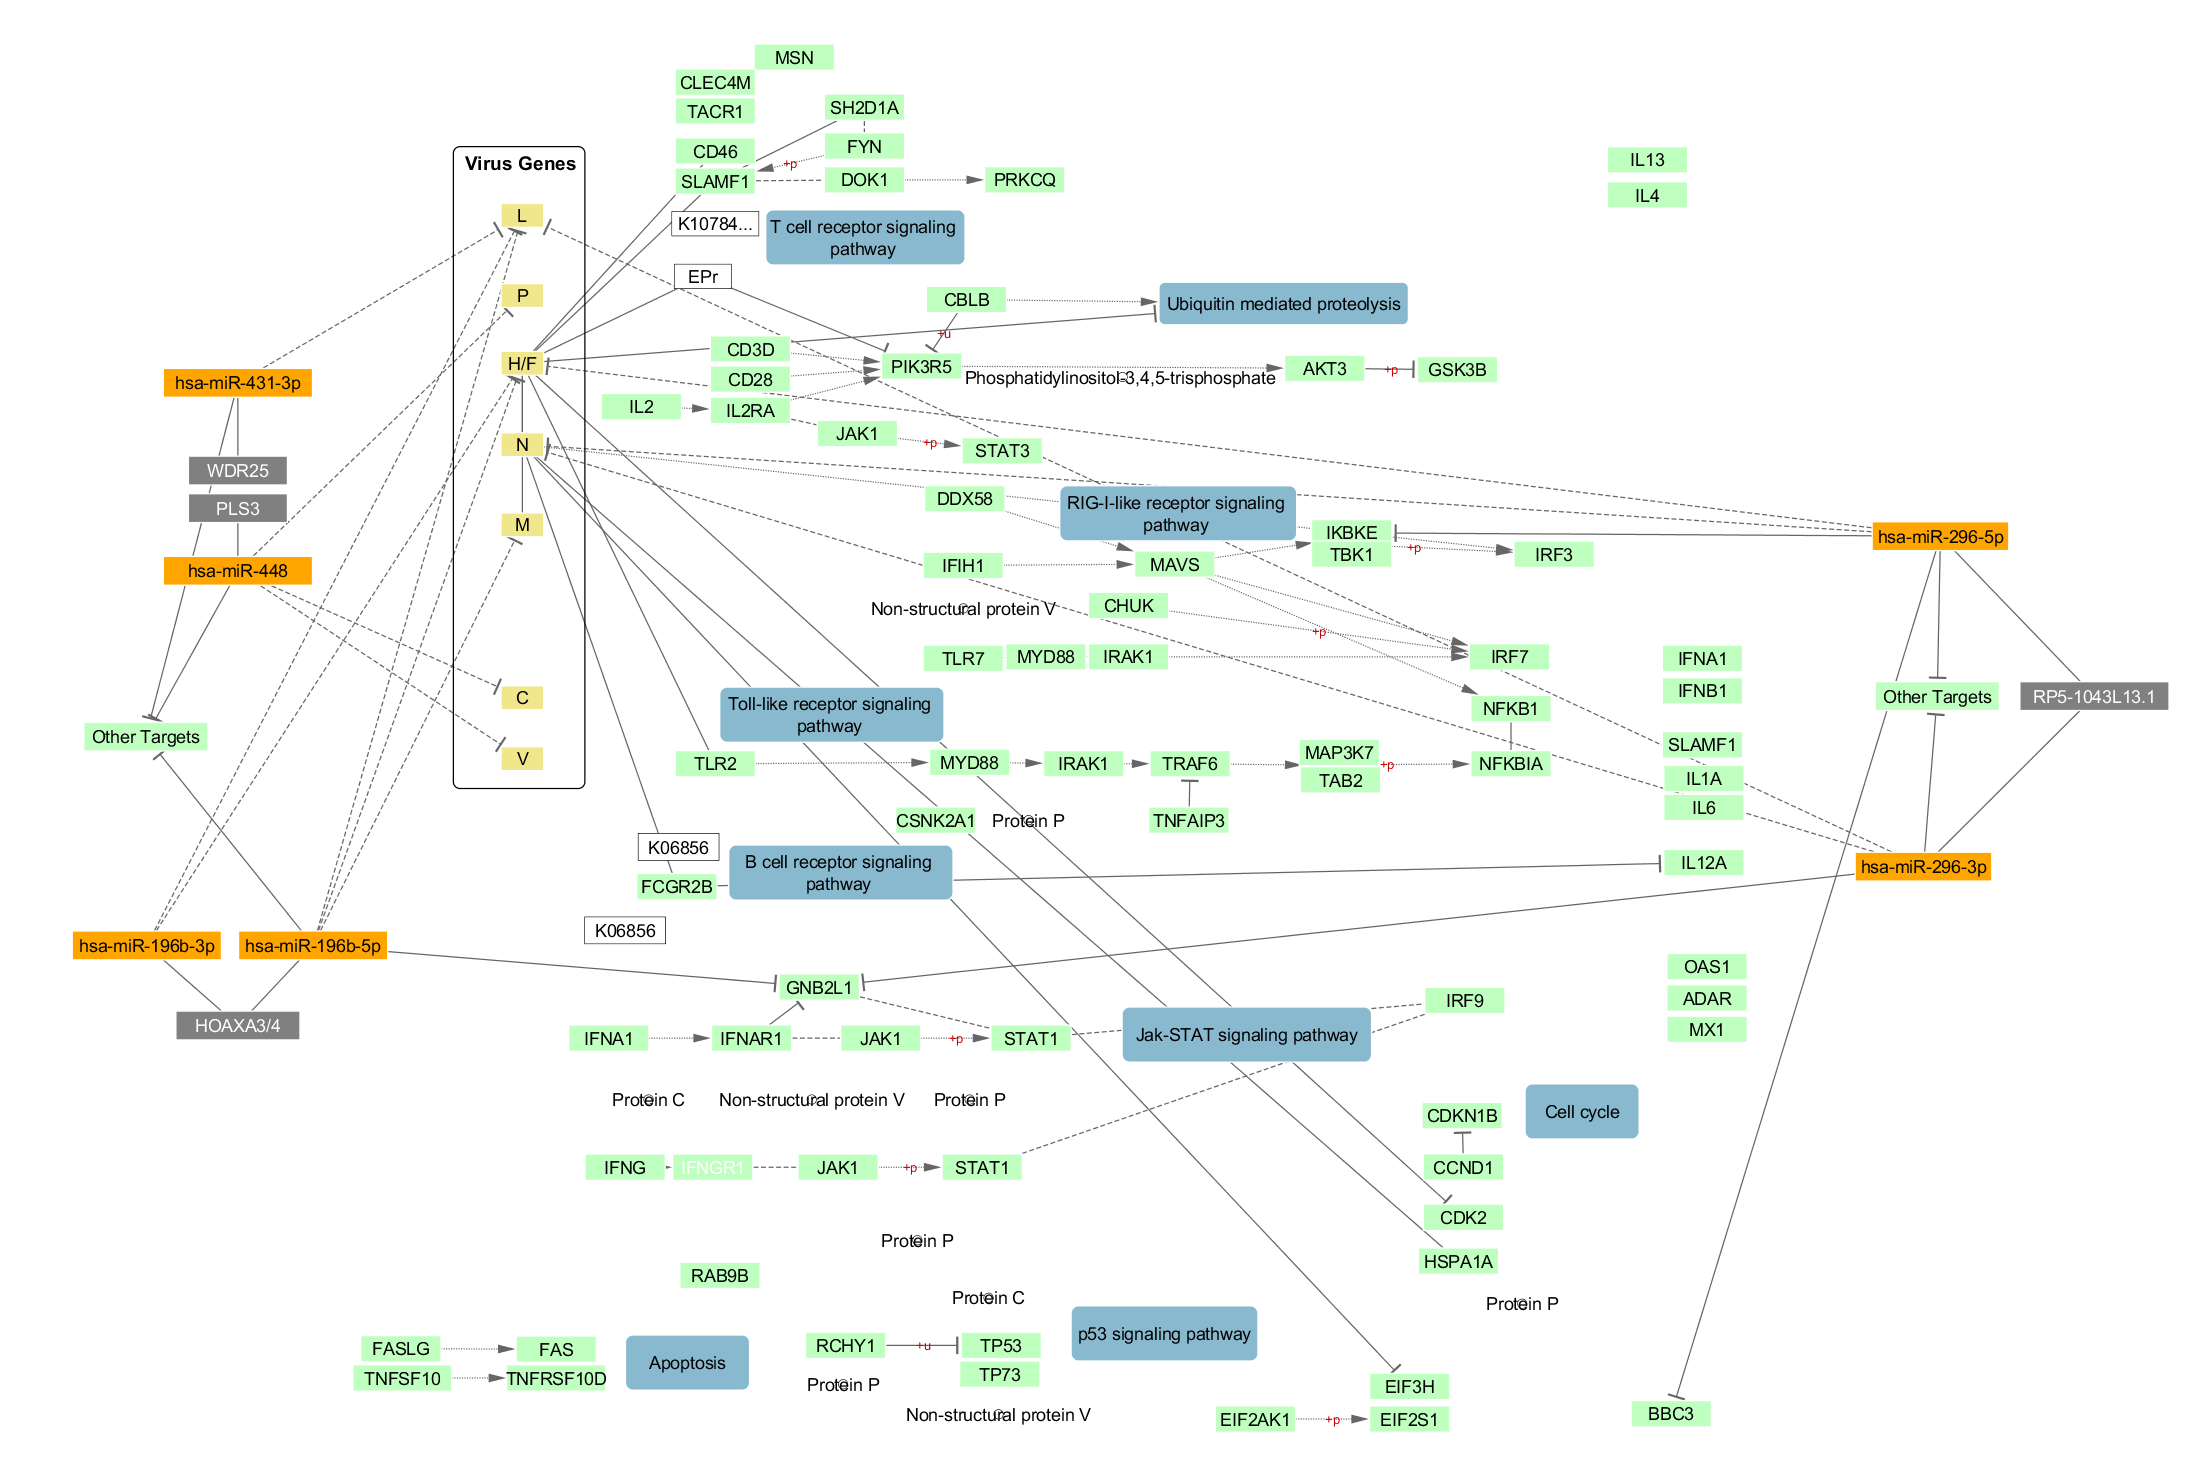 MSN
CLEC4M
TACR1
SH2D1A
CD46
FYN
+p
SLAMF1
DOK1
PRKCQ
IL13
IL4
Virus Genes
L
K10784...
T cell receptor signaling
pathway
EPr
P
CBLB
Ubiquitin mediated proteolysis
+u
H/F
CD3D
PIK3R5
CD28
Phosphatidylinositol-3,4,5-trisphosphate
AKT3
+p
GSK3B
hsa-miR-431-3p
IL2
IL2RA
JAK1
+p
STAT3
N
WDR25
PLS3
DDX58
RIG-I-like receptor signaling
pathway
M
IKBKE
TBK1
+p
IRF3
hsa-miR-296-5p
hsa-miR-448
IFIH1
MAVS
Non-structural protein V
CHUK
+p
TLR7
MYD88
IRAK1
IRF7
IFNA1
IFNB1
C
Toll-like receptor signaling
pathway
NFKB1
Other Targets
RP5-1043L13.1
Other Targets
V
TLR2
MYD88
IRAK1
TRAF6
MAP3K7
TAB2
+p
NFKBIA
SLAMF1
IL1A
IL6
CSNK2A1
Protein P
TNFAIP3
K06856
B cell receptor signaling
pathway
FCGR2B
IL12A
hsa-miR-296-3p
K06856
hsa-miR-196b-3p
hsa-miR-196b-5p
GNB2L1
HOAXA3/4
IFNA1
IFNAR1
JAK1
+p
STAT1
Jak-STAT signaling pathway
IRF9
OAS1
ADAR
MX1
Protein C
Non-structural protein V
Protein P
CDKN1B
Cell cycle
IFNG
IFNGR1
JAK1
+p
STAT1
CCND1
CDK2
Protein P
HSPA1A
RAB9B
Protein C
Protein P
FASLG
FAS
TNFSF10
TNFRSF10D
Apoptosis
RCHY1
+u
TP53
TP73
p53 signaling pathway
Protein P
Non-structural protein V
EIF3H
EIF2AK1
+p
EIF2S1
BBC3